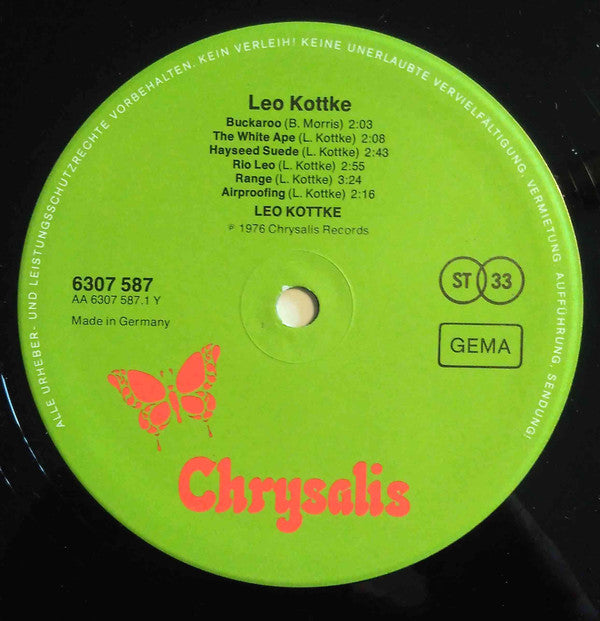 ALLE URHEBER- UND LEISTUNGSSCHUTZRECHTE VORBEHALTEN. KEIN VERLEIH! KEINE UNERLAUBTE VERVIELFÄLTIGUNG, VERMIETUNG, AUFFÜHRUNG, SENDUNG!
Leo Kottke
Buckaroo (B. Morris) 2:03
The White Ape (L. Kottke) 2:08
Hayseed Suede (L. Kottke) 2:43
Rio Leo (L. Kottke) 2:55
Range (L. Kottke) 3:24
Airproofing (L. Kottke) 2:16
LEO KOTTKE
℗ 1976 Chrysalis Records
6307 587
AA 6307 587.1 Y
Made in Germany
ST 33
GEMA
Chrysalis